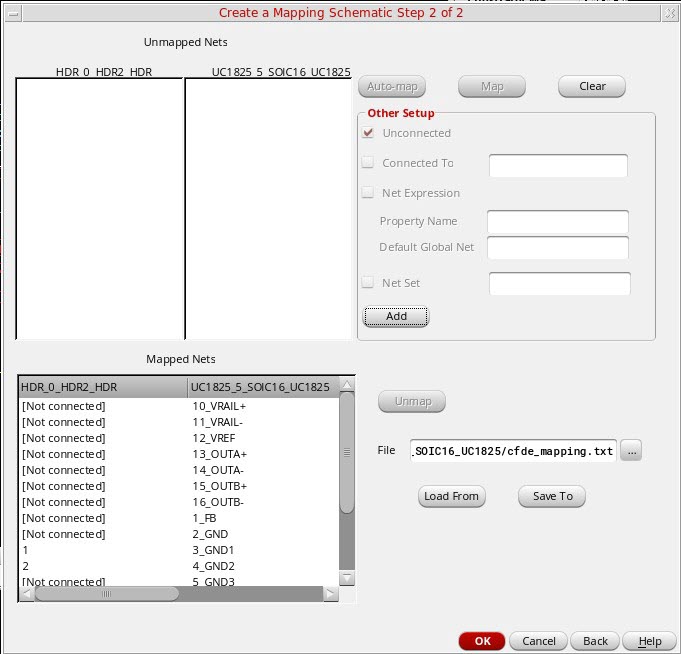 Create a Mapping Schematic Step 2 of 2
Unmapped Nets
HDR_0_HDR2_HDR UC1825_5_SOIC16_UC1825
Auto-map Map Clear
Other Setup
Unconnected
Connected To
Net Expression
Property Name
Default Global Net
Net Set
Add
Mapped Nets
HDR_0_HDR2_HDR UC1825_5_SOIC16_UC1825
[Not connected] 10_VRAIL+
[Not connected] 11_VRAIL-
[Not connected] 12_VREF
[Not connected] 13_OUTA+
[Not connected] 14_OUTA-
[Not connected] 15_OUTB+
[Not connected] 16_OUTB-
[Not connected] 1_FB
[Not connected] 2_GND
1 3_GND1
2 4_GND2
[Not connected] 5_GND3
Unmap
File _SOIC16_UC1825/cfde_mapping.txt ...
Load From Save To
OK Cancel Back Help